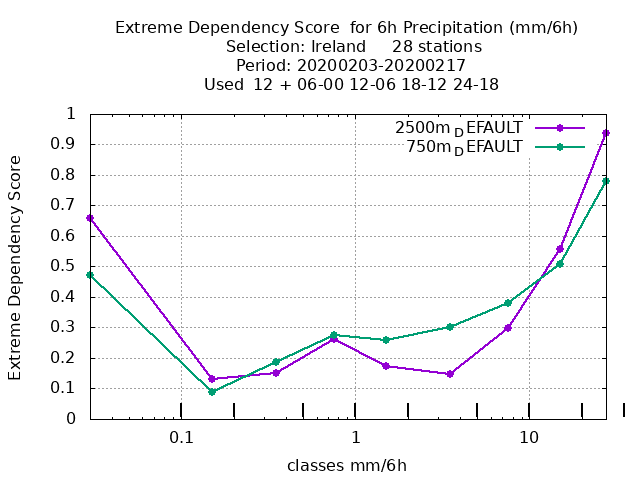 Extreme Dependency Score  for 6h Precipitation (mm/6h)
Selection: Ireland     28 stations
Period: 20200203-20200217
Used  12 + 06-00 12-06 18-12 24-18
2500m_DEFAULT
750m_DEFAULT
Extreme Dependency Score
1
0.9
0.8
0.7
0.6
0.5
0.4
0.3
0.2
0.1
0
0.1 1 10
classes mm/6h